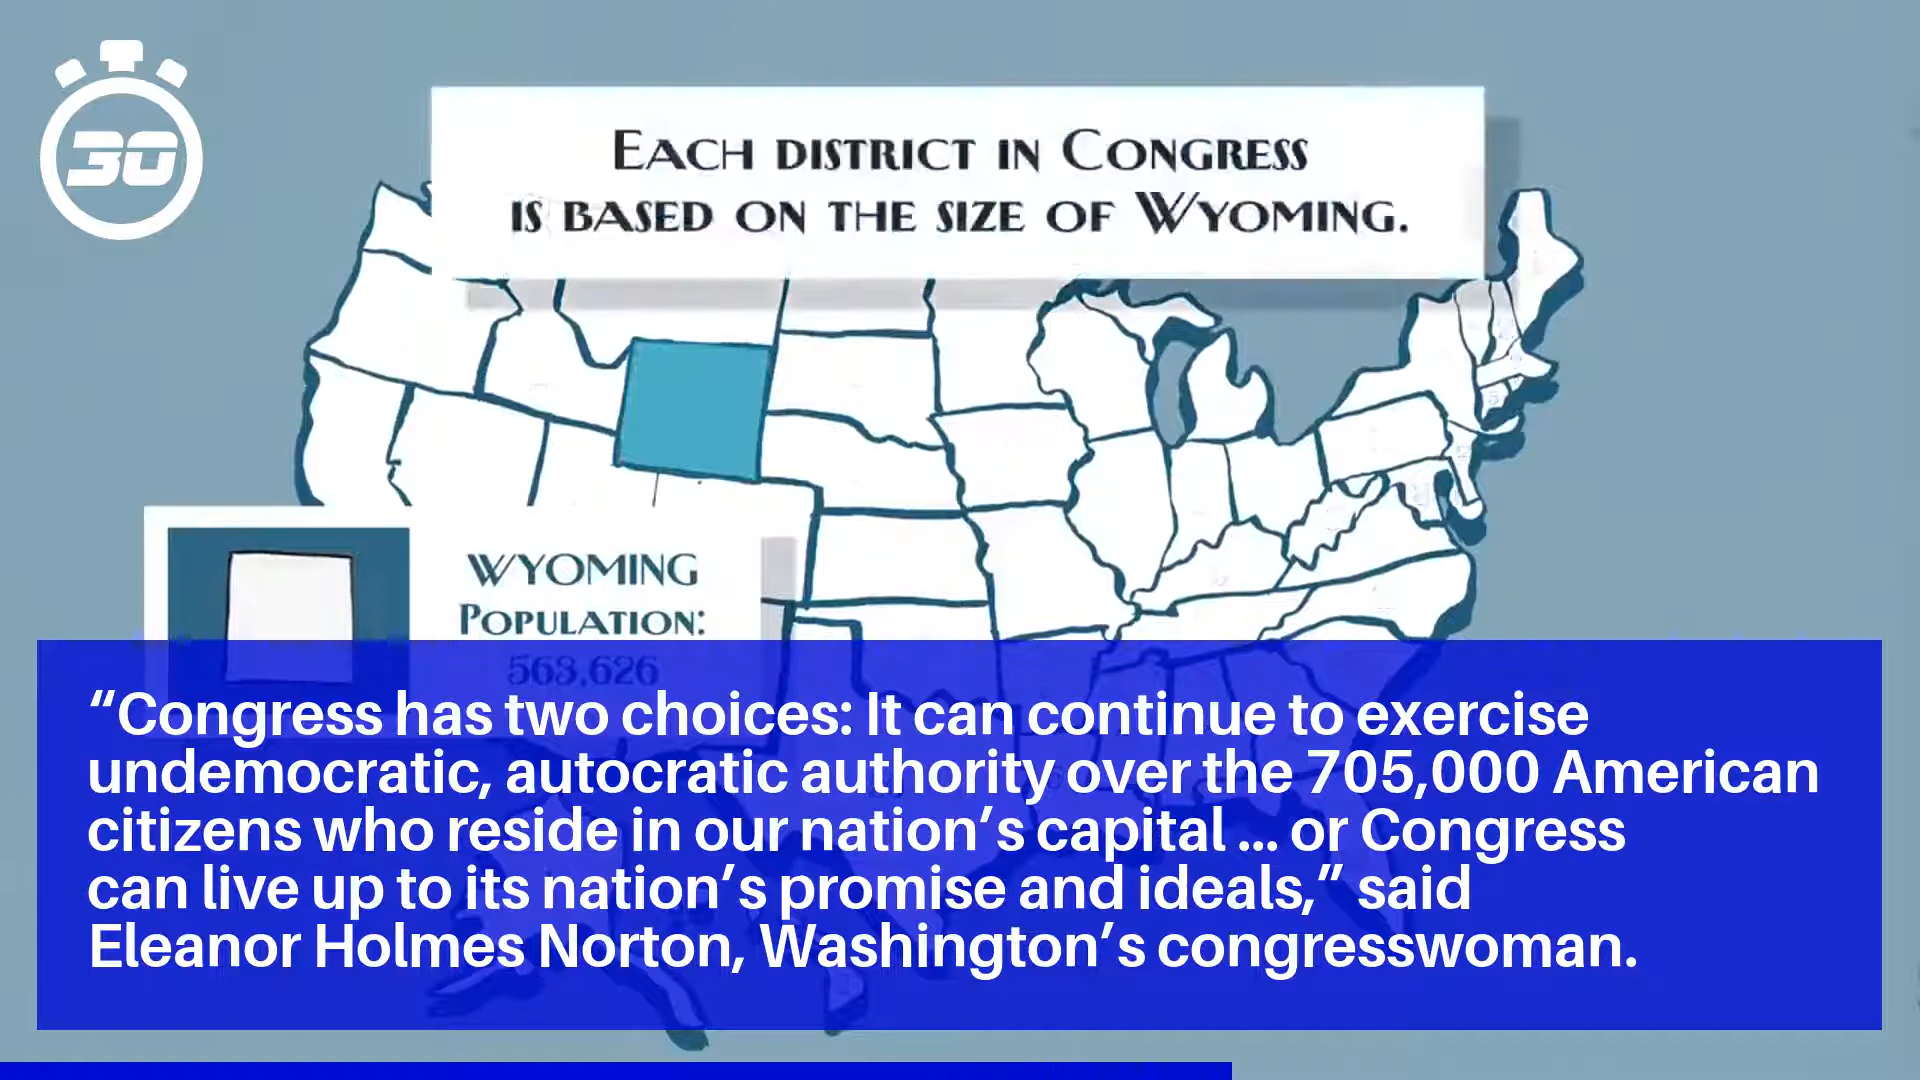 30
EACH DISTRICT IN CONGRESS
IS BASED ON THE SIZE OF WYOMING.
WYOMING
POPULATION:
563,626
“Congress has two choices: It can continue to exercise
undemocratic, autocratic authority over the 705,000 American
citizens who reside in our nation’s capital ... or Congress
can live up to its nation’s promise and ideals,” said
Eleanor Holmes Norton, Washington’s congresswoman.